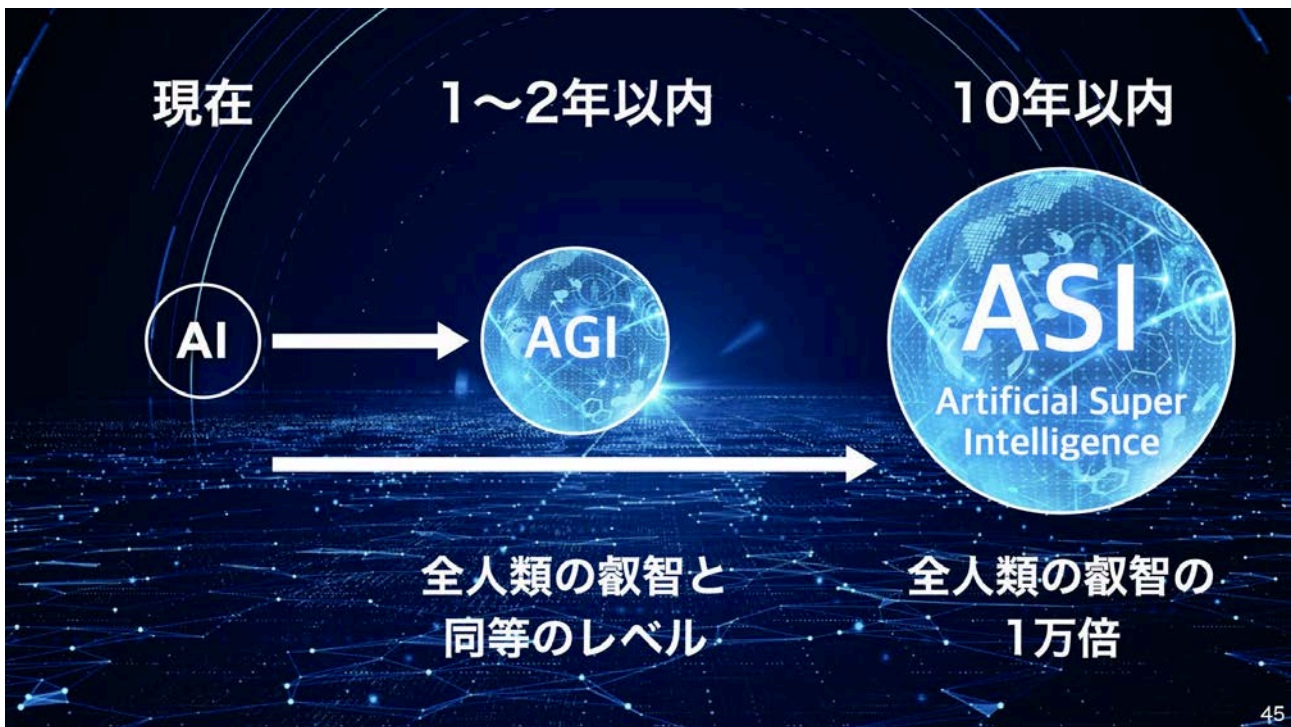 現在
1〜2年以内
10年以内
AI
AGI
ASI
Artificial Super
Intelligence
全人類の叡智と
同等のレベル
全人類の叡智の
1万倍
45